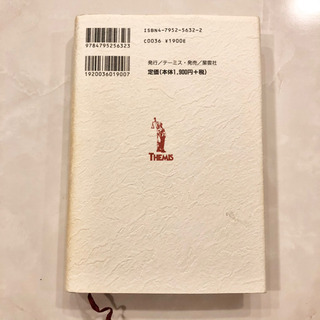 ISBN4-7952-5632-2
C0036 ¥1900E
9784795256323
1920036019007
発行/テーミス・発売/葉雲社
定価(本体1,900円+税)
THEMIS